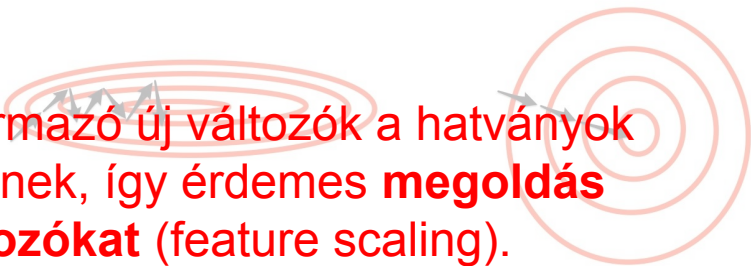 rmazó új változók a hatványok
nek, így érdemes megoldás
ozókat (feature scaling).